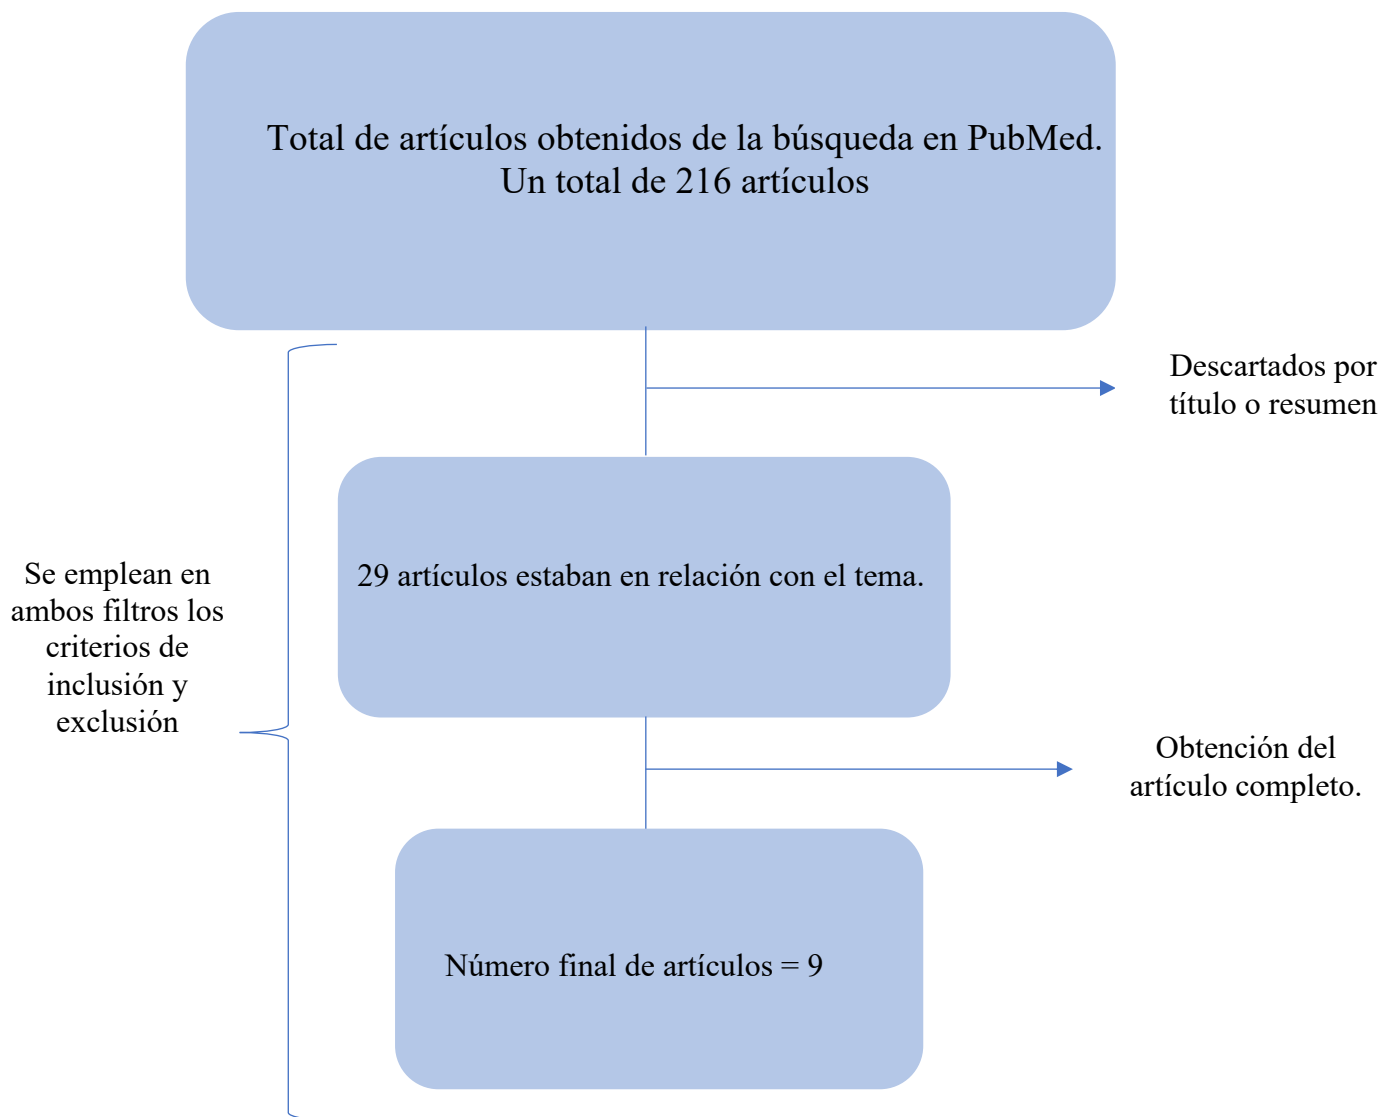 Total de artículos obtenidos de la búsqueda en PubMed.
Un total de 216 artículos
Descartados por
título o resumen
29 artículos estaban en relación con el tema.
Se emplean en
ambos filtros los
criterios de
inclusión y
exclusión
Obtención del
artículo completo.
Número final de artículos = 9